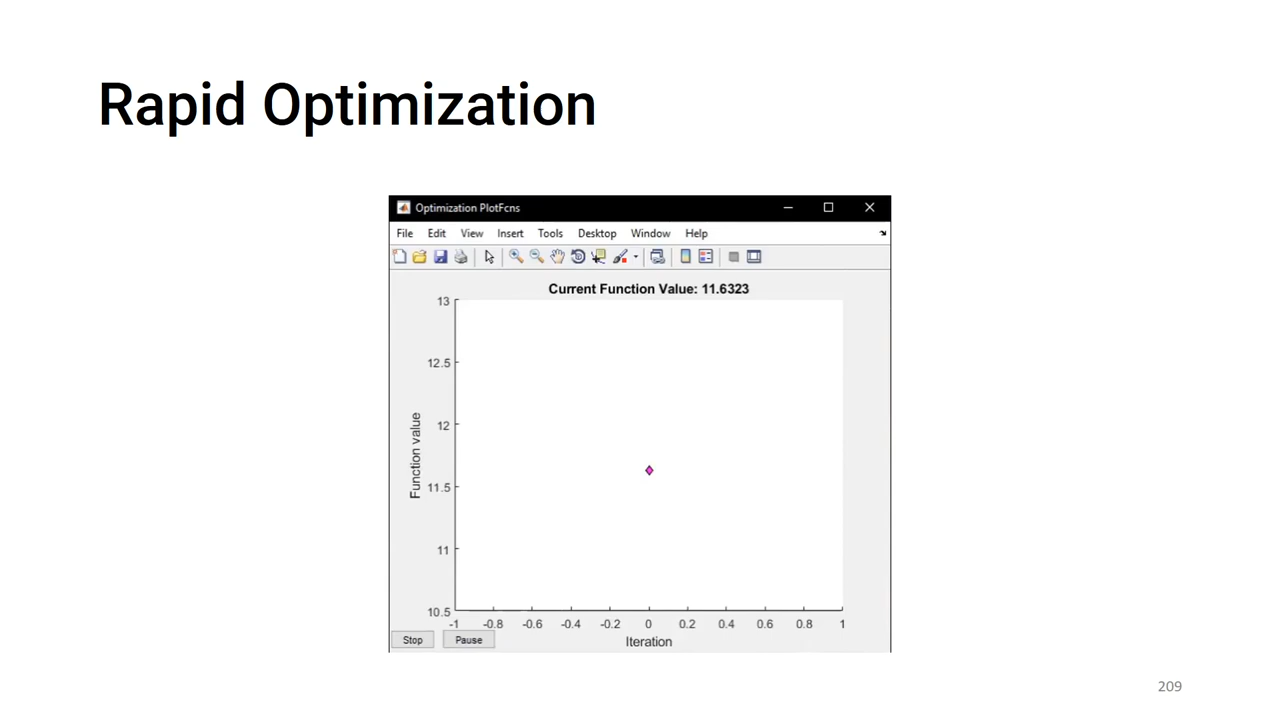 Rapid Optimization
Optimization PlotFcns
File Edit View Insert Tools Desktop Window Help
Current Function Value: 11.6323
13
12.5
12
11.5
11
10.5
Function value
-1 -0.8 -0.6 -0.4 -0.2 0 0.2 0.4 0.6 0.8 1
Iteration
Stop Pause
209